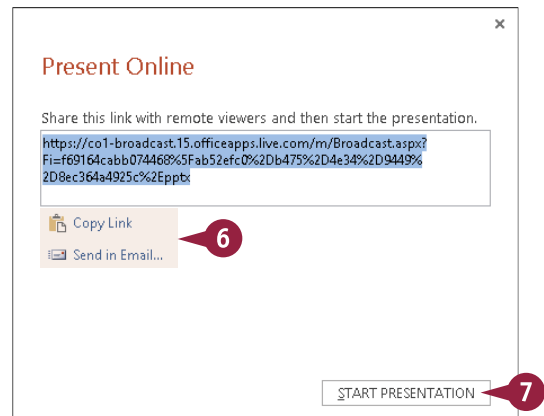 Present Online
Share this link with remote viewers and then start the presentation.
https://co1-broadcast.15.officeapps.live.com/m/Broadcast.aspx?
Fi=f69164cabb074468%5Fab52efc0%2Db475%2D4e34%2D9449%
2D8ec364a4925c%2Epptx
Copy Link
6
Send in Email...
START PRESENTATION
7